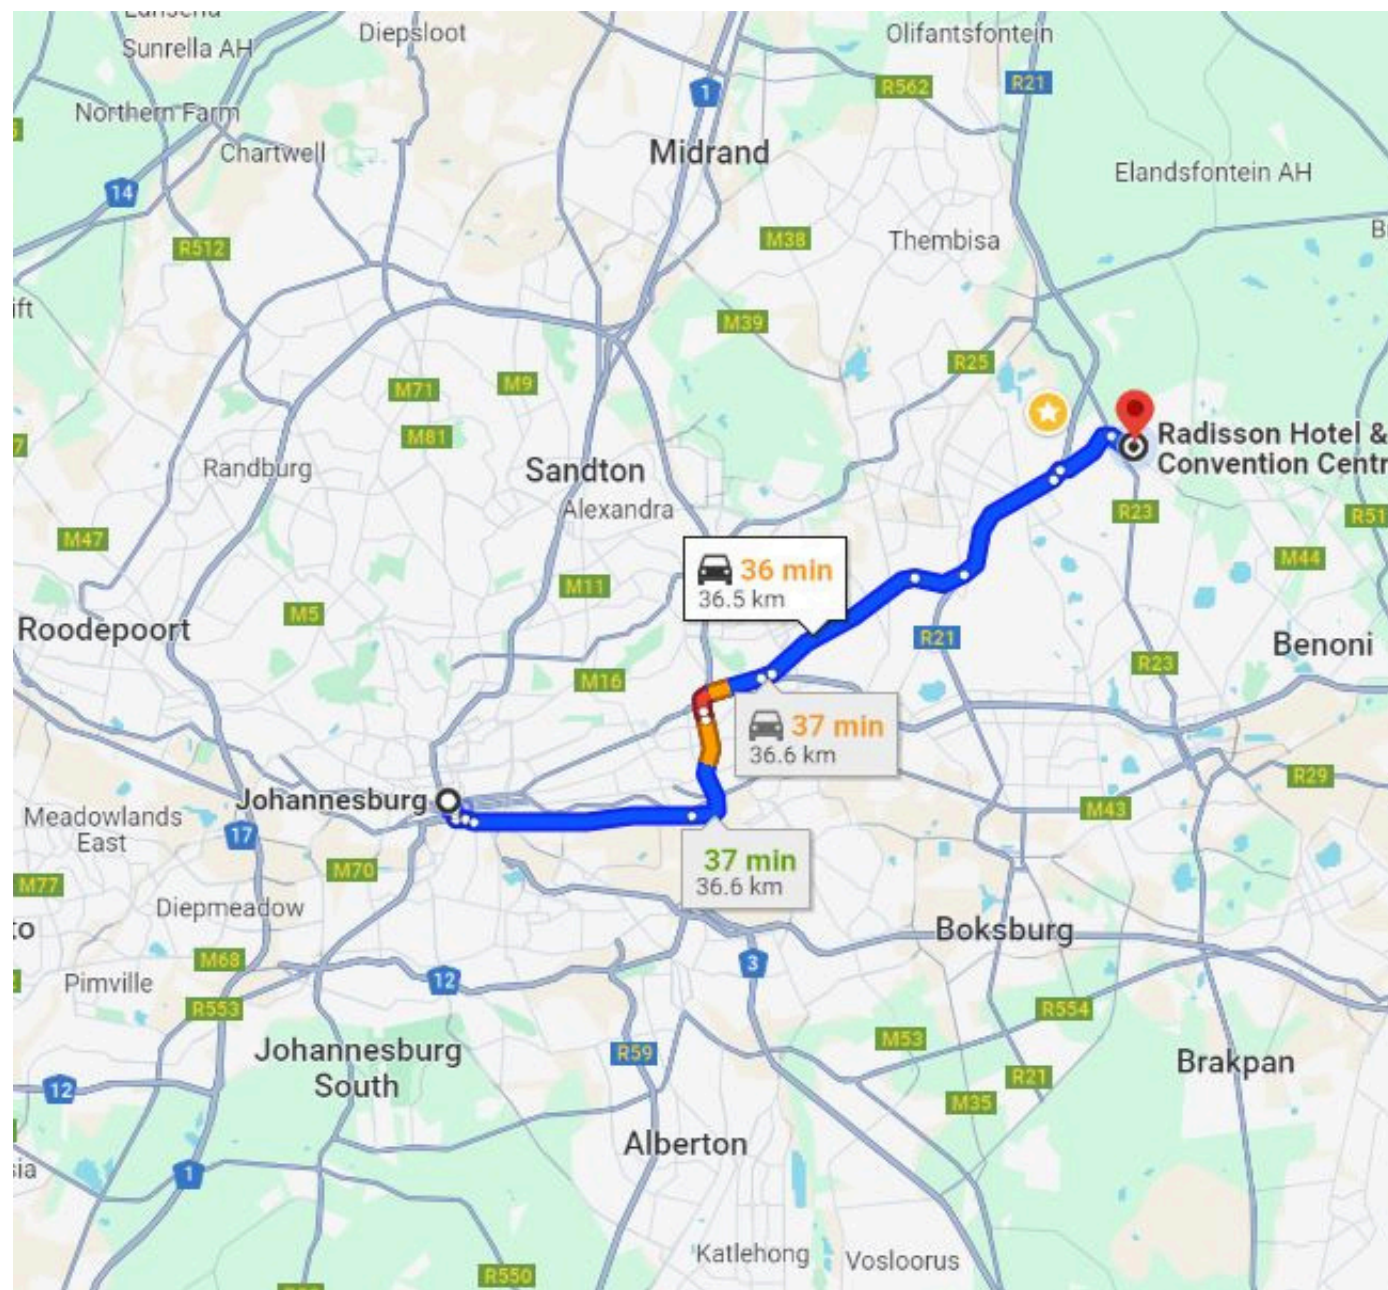 Sunrella AH
Diepsloot
Olifantsfontein
R562
R21
1
Northern Farm
Chartwell
Midrand
Elandsfontein AH
14
R512
M38
Thembisa
M39
R25
M71
M9
M81
Radisson Hotel &
Convention Centr
Randburg
Sandton
Alexandra
R23
R51
M47
M44
36 min
36.5 km
M11
M5
Roodepoort
R21
Benoni
M16
R23
37 min
36.6 km
R29
Johannesburg
M43
Meadowlands
East
17
37 min
36.6 km
M70
M77
Diepmeadow
to
Boksburg
M68
3
Pimville
12
R553
R554
M53
Johannesburg
South
R59
Brakpan
R21
12
M35
Alberton
1
Katlehong
Vosloorus
R550